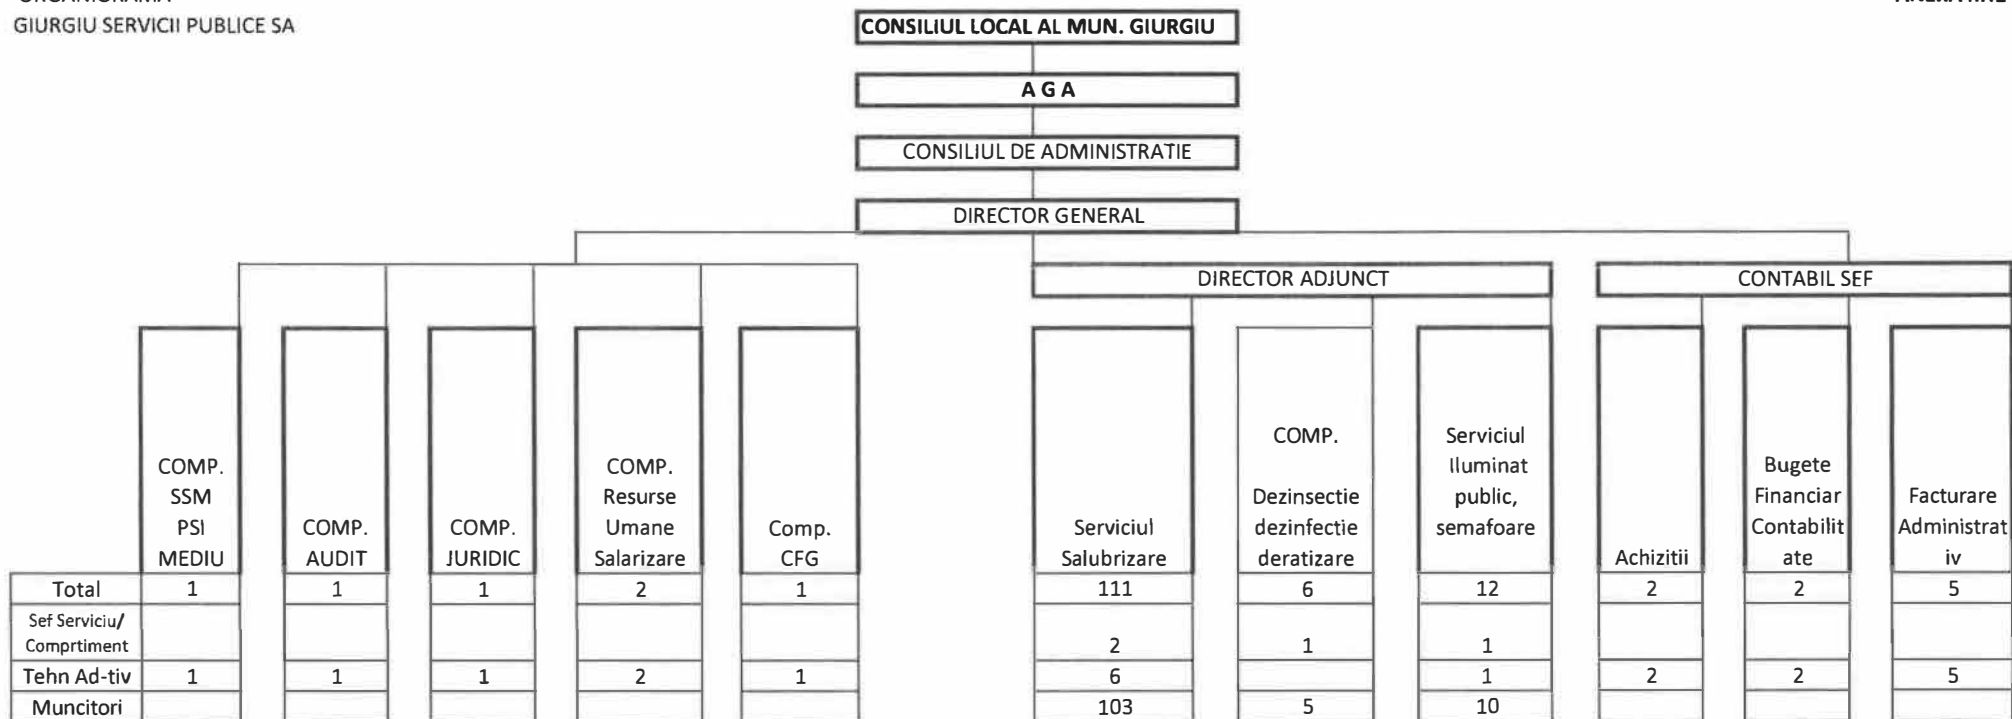 GIURGIU SERVICII PUBLICE SA
CONSILIUL LOCAL AL MUN. GIURGIU
A G A
CONSILIUL DE ADMINISTRATIE
DIRECTOR GENERAL
DIRECTOR ADJUNCT
CONTABIL SEF
COMP.
SSM
PSI
MEDIU
COMP.
AUDIT
COMP.
JURIDIC
COMP.
Resurse
Umane
Salarizare
Comp.
CFG
Serviciul
Salubrizare
COMP.
Dezinsectie
dezinfectie
deratizare
Serviciul
Iluminat
public,
semafoare
Achizitii
Bugete
Financiar
Contabilit
ate
Facturare
Administrat
iv
Total 1 1 1 2 1 111 6 12 2 2 5
Sef Serviciu/
Comprtiment 2 1 1
Tehn Ad-tiv 1 1 1 2 1 6 1 2 2 5
Muncitori 103 5 10